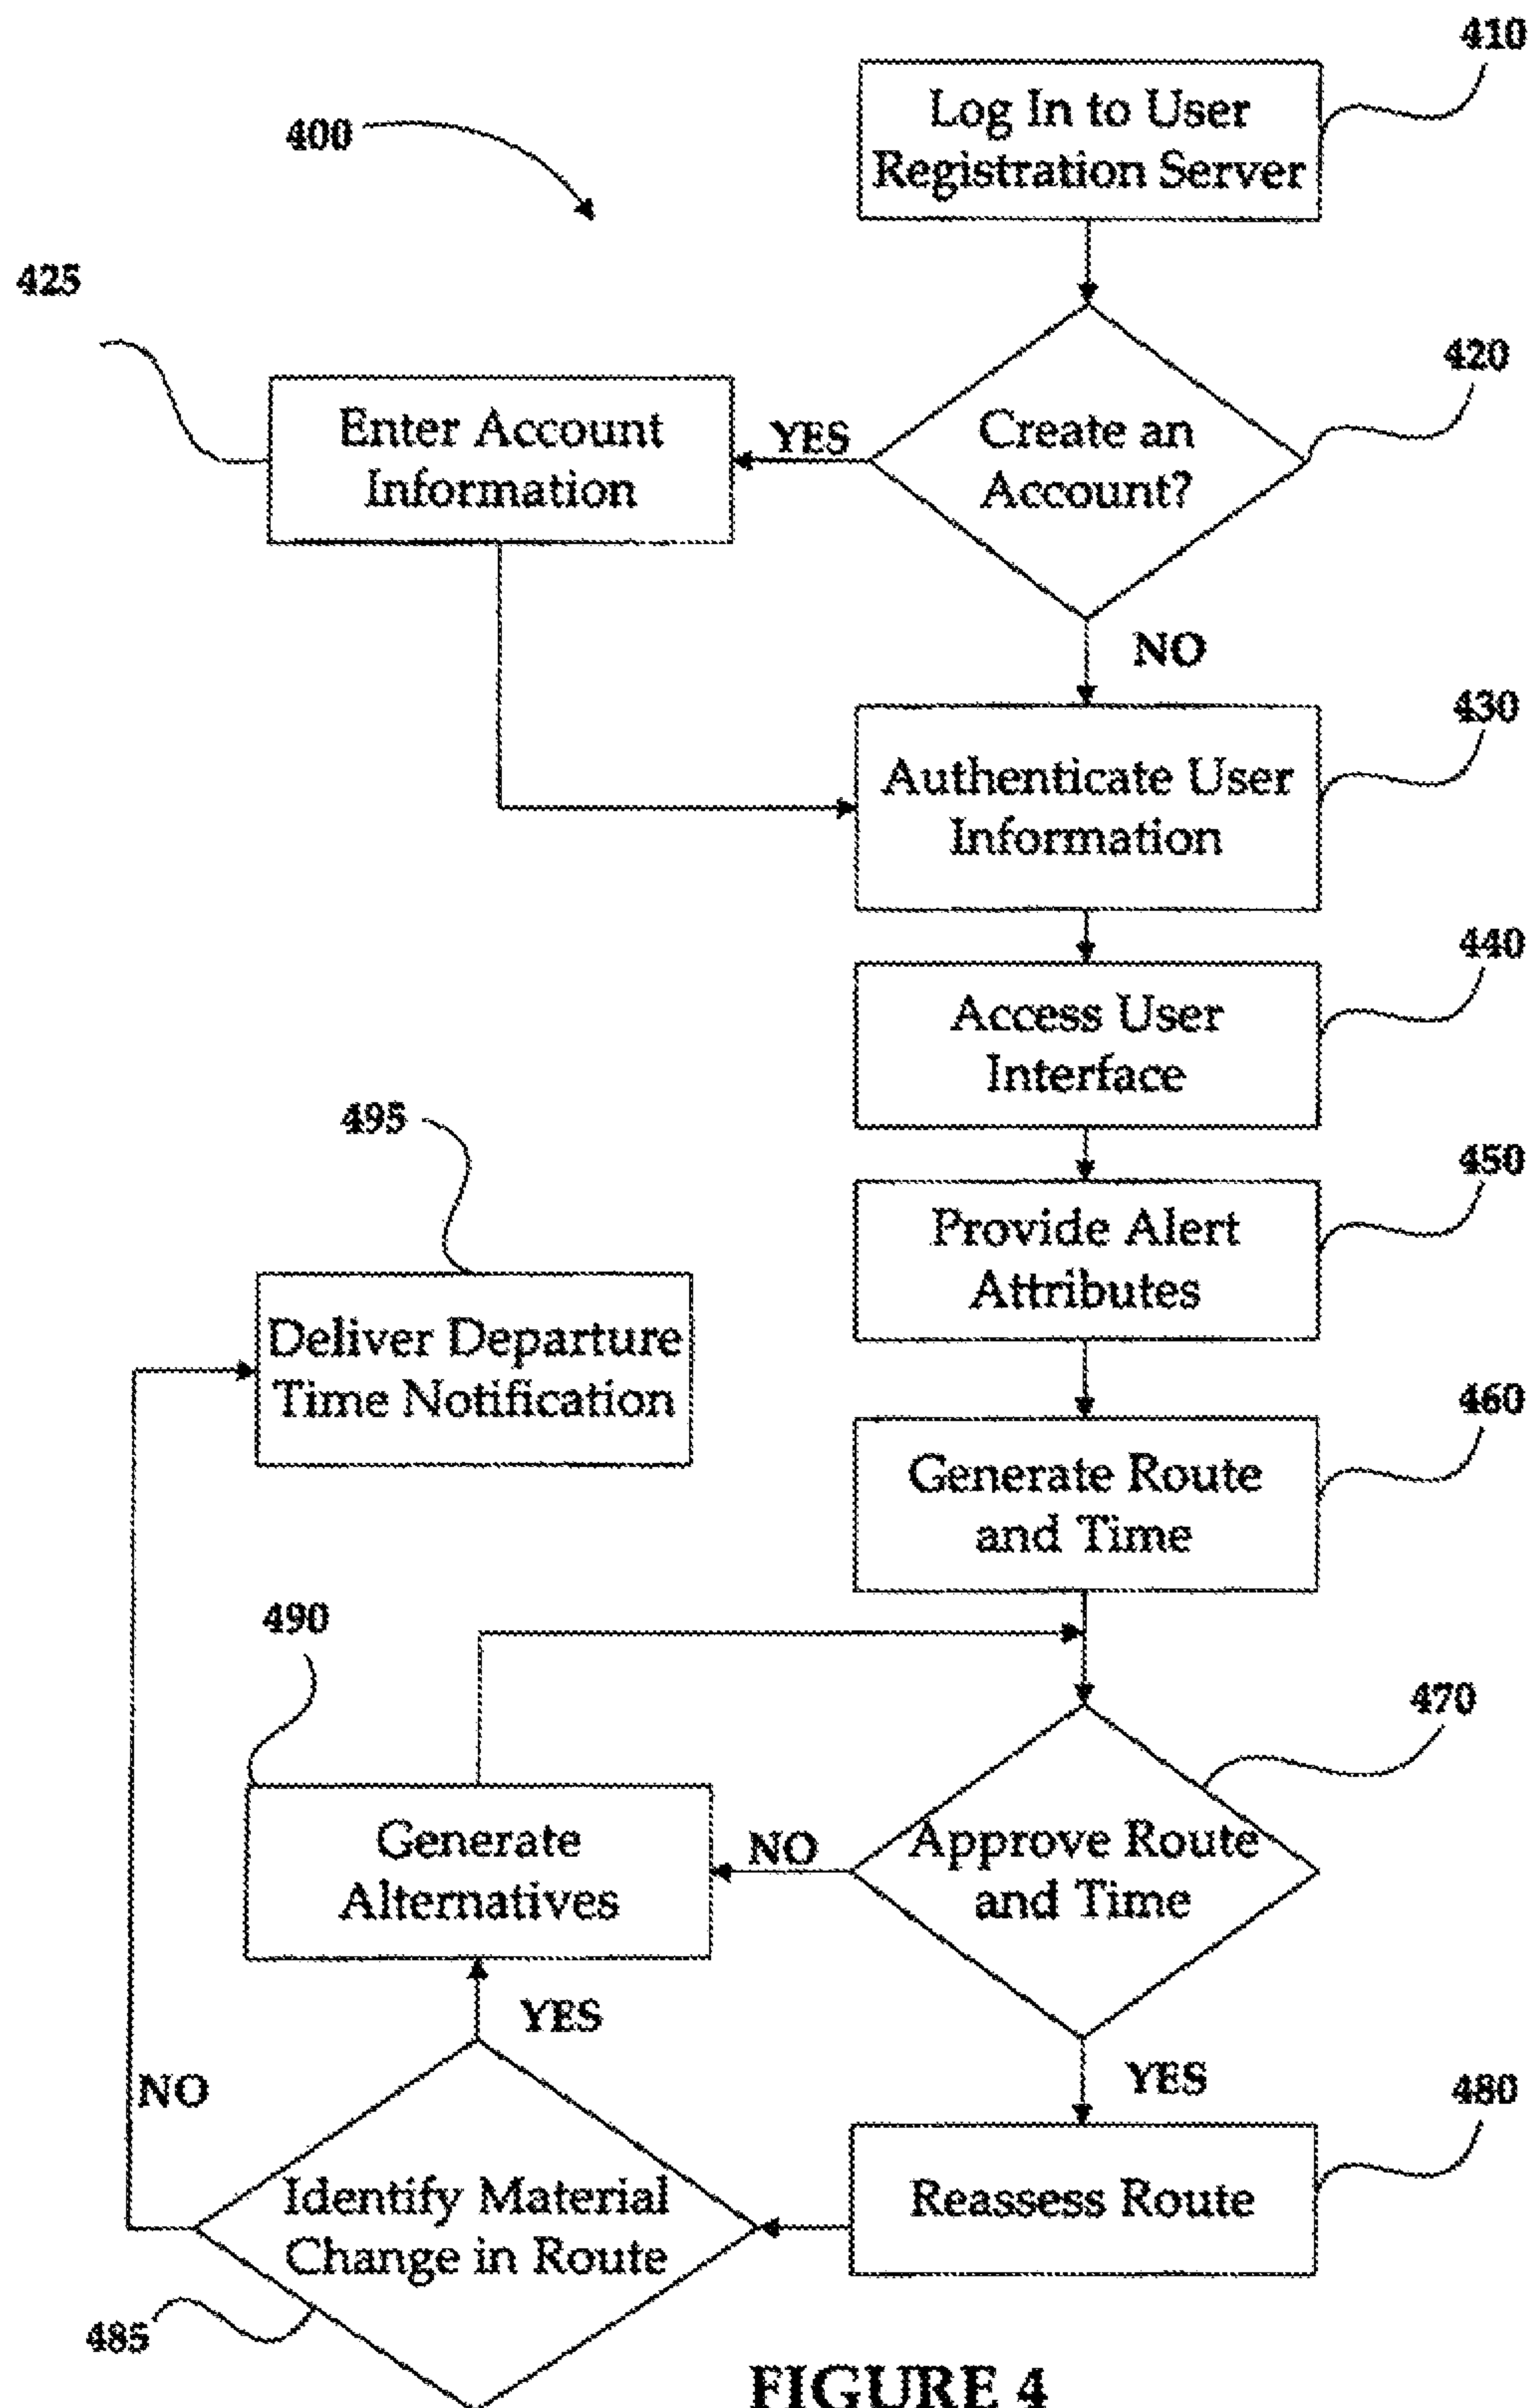 410
Log In to User
Registration Server
400
425
420
Enter Account
Information
YES
Create an
Account?
NO
430
Authenticate User
Information
440
Access User
Interface
495
450
Provide Alert
Attributes
Deliver Departure
Time Notification
460
Generate Route
and Time
490
470
Generate
Alternatives
NO
Approve Route
and Time
YES
YES
NO
480
Identify Material
Change in Route
Reassess Route
485
FIGURE 4